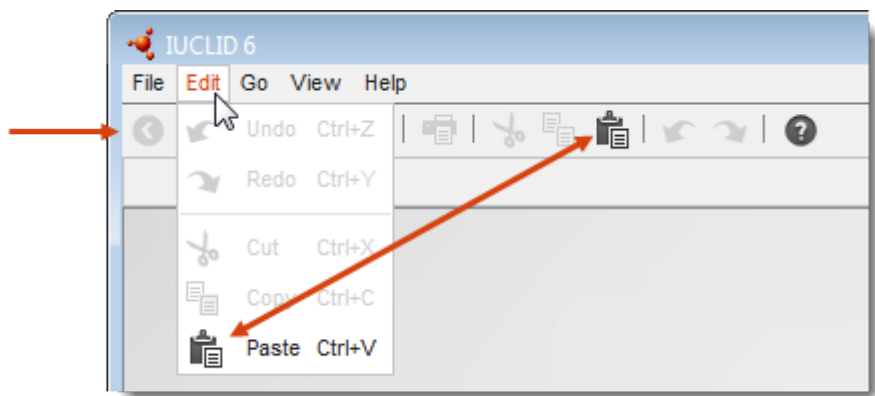 IUCLID 6
File Edit Go View Help
Undo Ctrl+Z
Redo Ctrl+Y
Cut Ctrl+X
Copy Ctrl+C
Paste Ctrl+V